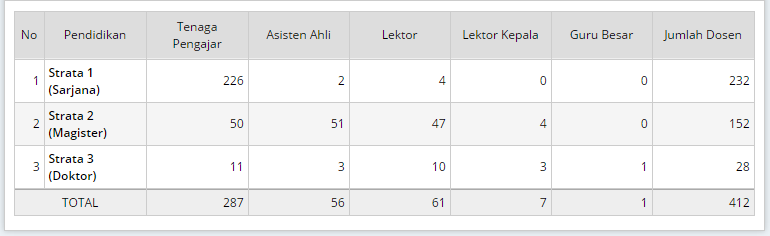 No Pendidikan Tenaga Pengajar Asisten Ahli Lektor Lektor Kepala Guru Besar Jumlah Dosen
1 Strata 1 (Sarjana) 226 2 4 0 0 232
2 Strata 2 (Magister) 50 51 47 4 0 152
3 Strata 3 (Doktor) 11 3 10 3 1 28
TOTAL 287 56 61 7 1 412